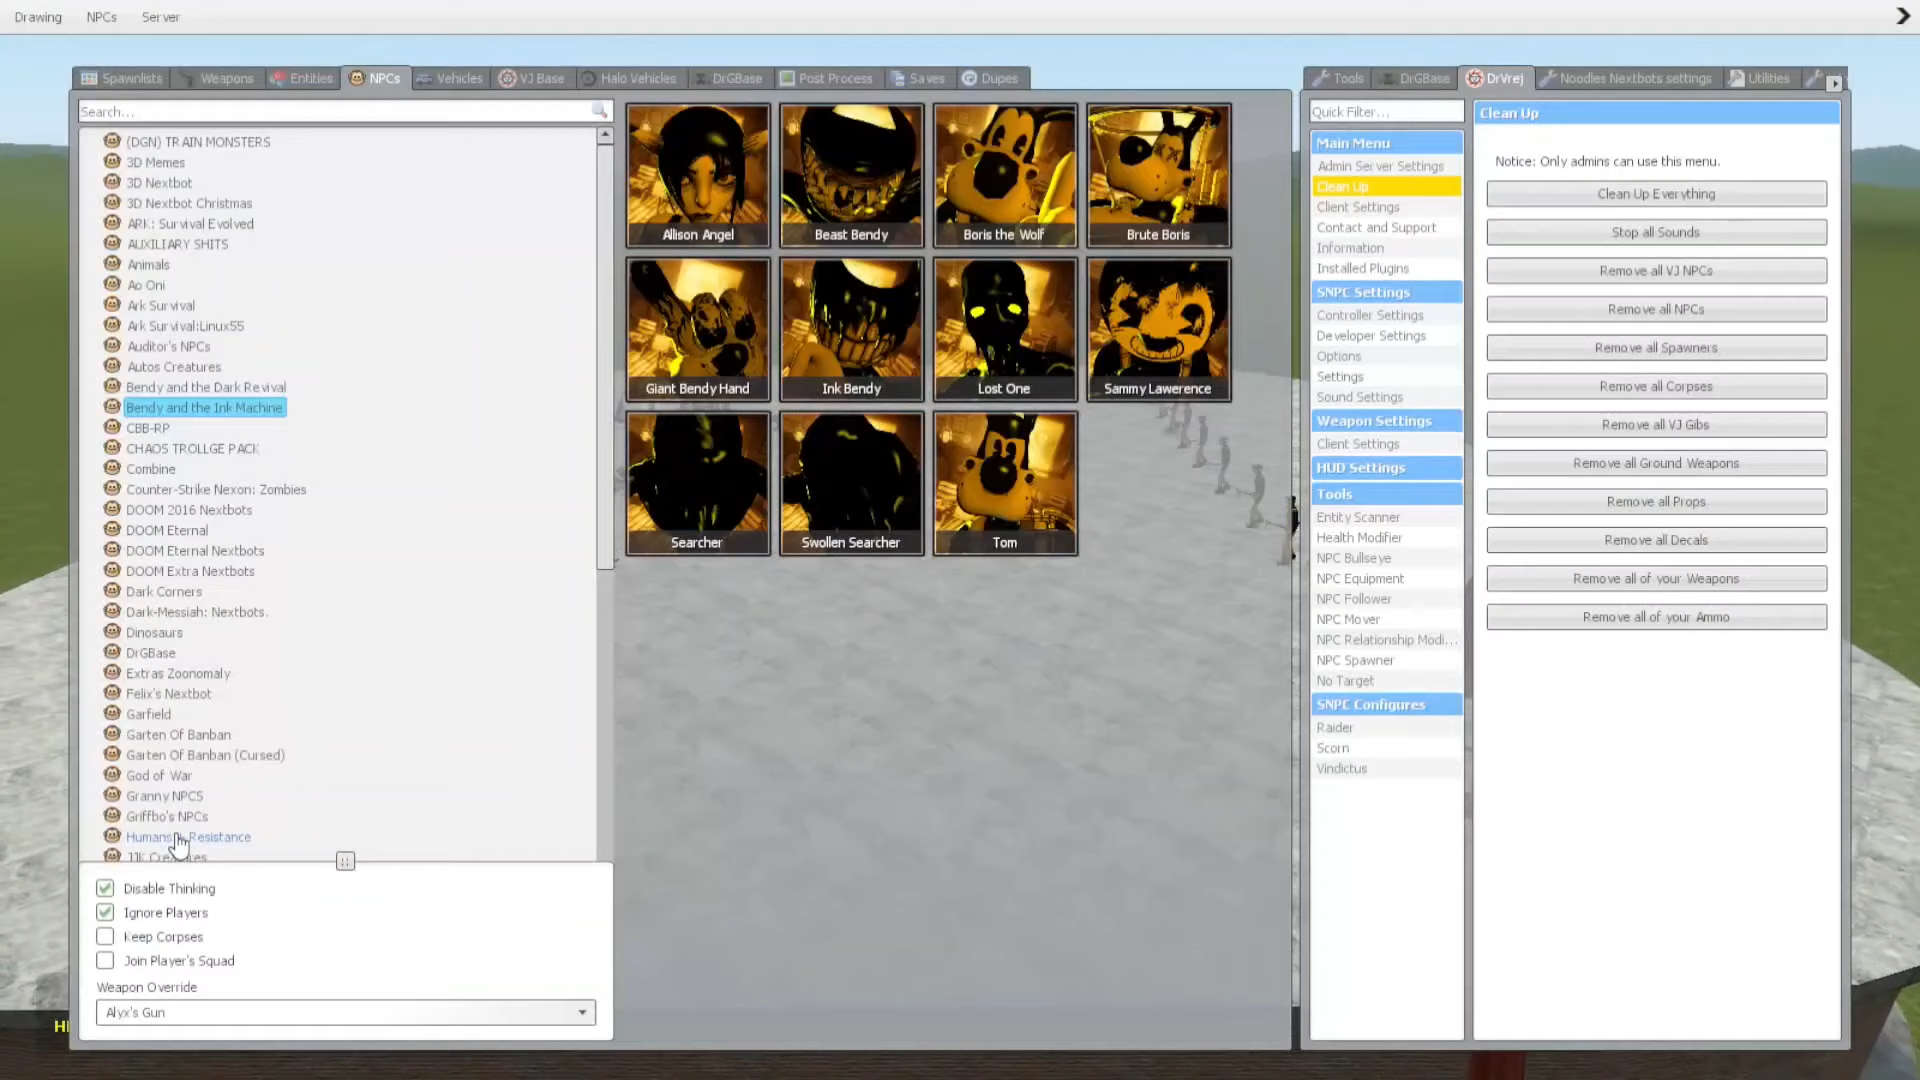 Drawing NPCs Server
Spawnlists Weapons Entities NPCs Vehicles VJ Base Halo Vehicles DrGBase Post Process Saves Dupes
Search...
(DGN) TRAIN MONSTERS
3D Memes
3D Nextbot
3D Nextbot Christmas
ARK: Survival Evolved
AUXILIARY SHITS
Animals
Ao Oni
Ark Survival
Ark Survival:Linux55
Auditor's NPCs
Autos Creatures
Bendy and the Dark Revival
Bendy and the Ink Machine
CBB-RP
CHAOS TROLLGE PACK
Combine
Counter-Strike Nexon: Zombies
DOOM 2016 Nextbots
DOOM Eternal
DOOM Eternal Nextbots
DOOM Extra Nextbots
Dark Corners
Dark-Messiah: Nextbots.
Dinosaurs
DrGBase
Extras Zoonomaly
Felix's Nextbot
Garfield
Garten Of Banban
Garten Of Banban (Cursed)
God of War
Granny NPCS
Griffbo's NPCs
Humans Resistance
JJK Creatures
Disable Thinking
Ignore Players
Keep Corpses
Join Player's Squad
Weapon Override
Alyx's Gun
Allison Angel Beast Bendy Boris the Wolf Brute Boris
Giant Bendy Hand Ink Bendy Lost One Sammy Lawerence
Searcher Swollen Searcher Tom
Tools DrGBase DrVrej Noodles Nextbots settings Utilities
Quick Filter...
Main Menu
Admin Server Settings
Clean Up
Client Settings
Contact and Support
Information
Installed Plugins
SNPC Settings
Controller Settings
Developer Settings
Options
Settings
Sound Settings
Weapon Settings
Client Settings
HUD Settings
Tools
Entity Scanner
Health Modifier
NPC Bullseye
NPC Equipment
NPC Follower
NPC Mover
NPC Relationship Modi...
NPC Spawner
No Target
SNPC Configures
Raider
Scorn
Vindictus
Clean Up
Notice: Only admins can use this menu.
Clean Up Everything
Stop all Sounds
Remove all VJ NPCs
Remove all NPCs
Remove all Spawners
Remove all Corpses
Remove all VJ Gibs
Remove all Ground Weapons
Remove all Props
Remove all Decals
Remove all of your Weapons
Remove all of your Ammo